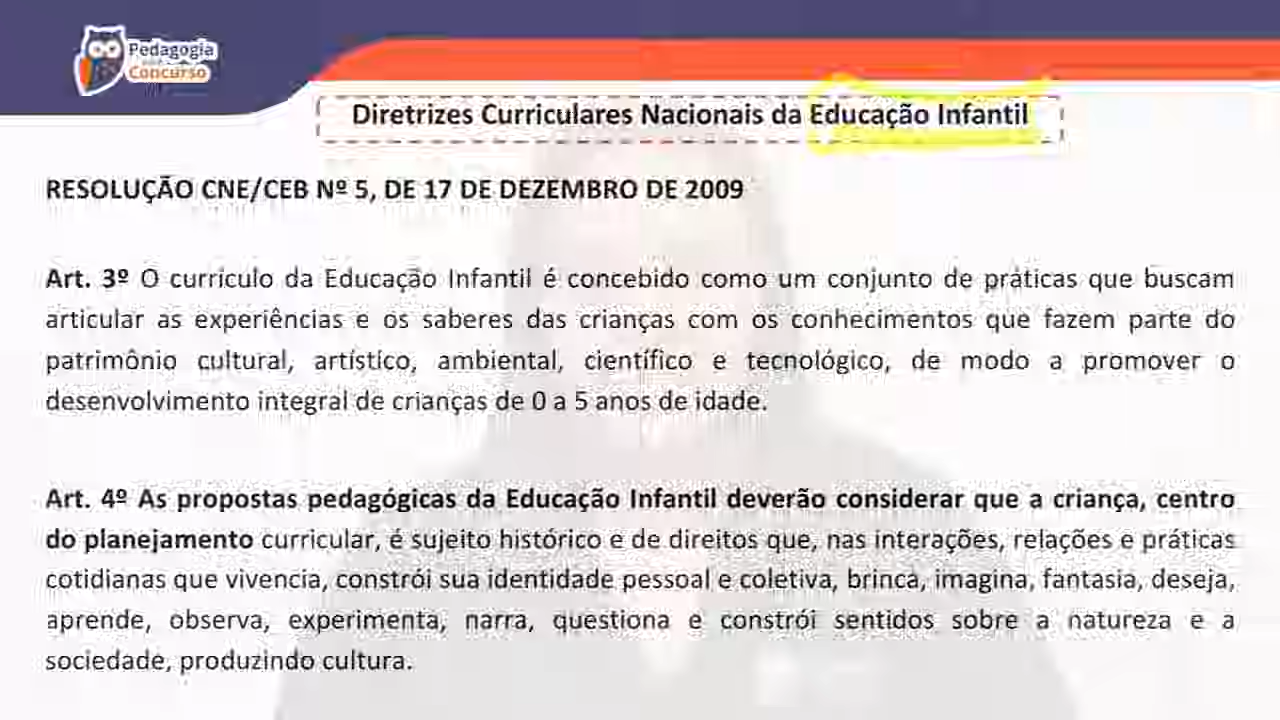 Pedagogia
Concurso
Diretrizes Curriculares Nacionais da Educação Infantil
RESOLUÇÃO CNE/CEB Nº 5, DE 17 DE DEZEMBRO DE 2009
Art. 3º O currículo da Educação Infantil é concebido como um conjunto de práticas que buscam
articular as experiências e os saberes das crianças com os conhecimentos que fazem parte do
patrimônio cultural, artístico, ambiental, científico e tecnológico, de modo a promover o
desenvolvimento integral de crianças de 0 a 5 anos de idade.
Art. 4º As propostas pedagógicas da Educação Infantil deverão considerar que a criança, centro
do planejamento curricular, é sujeito histórico e de direitos que, nas interações, relações e práticas
cotidianas que vivencia, constrói sua identidade pessoal e coletiva, brinca, imagina, fantasia, deseja,
aprende, observa, experimenta, narra, questiona e constrói sentidos sobre a natureza e a
sociedade, produzindo cultura.